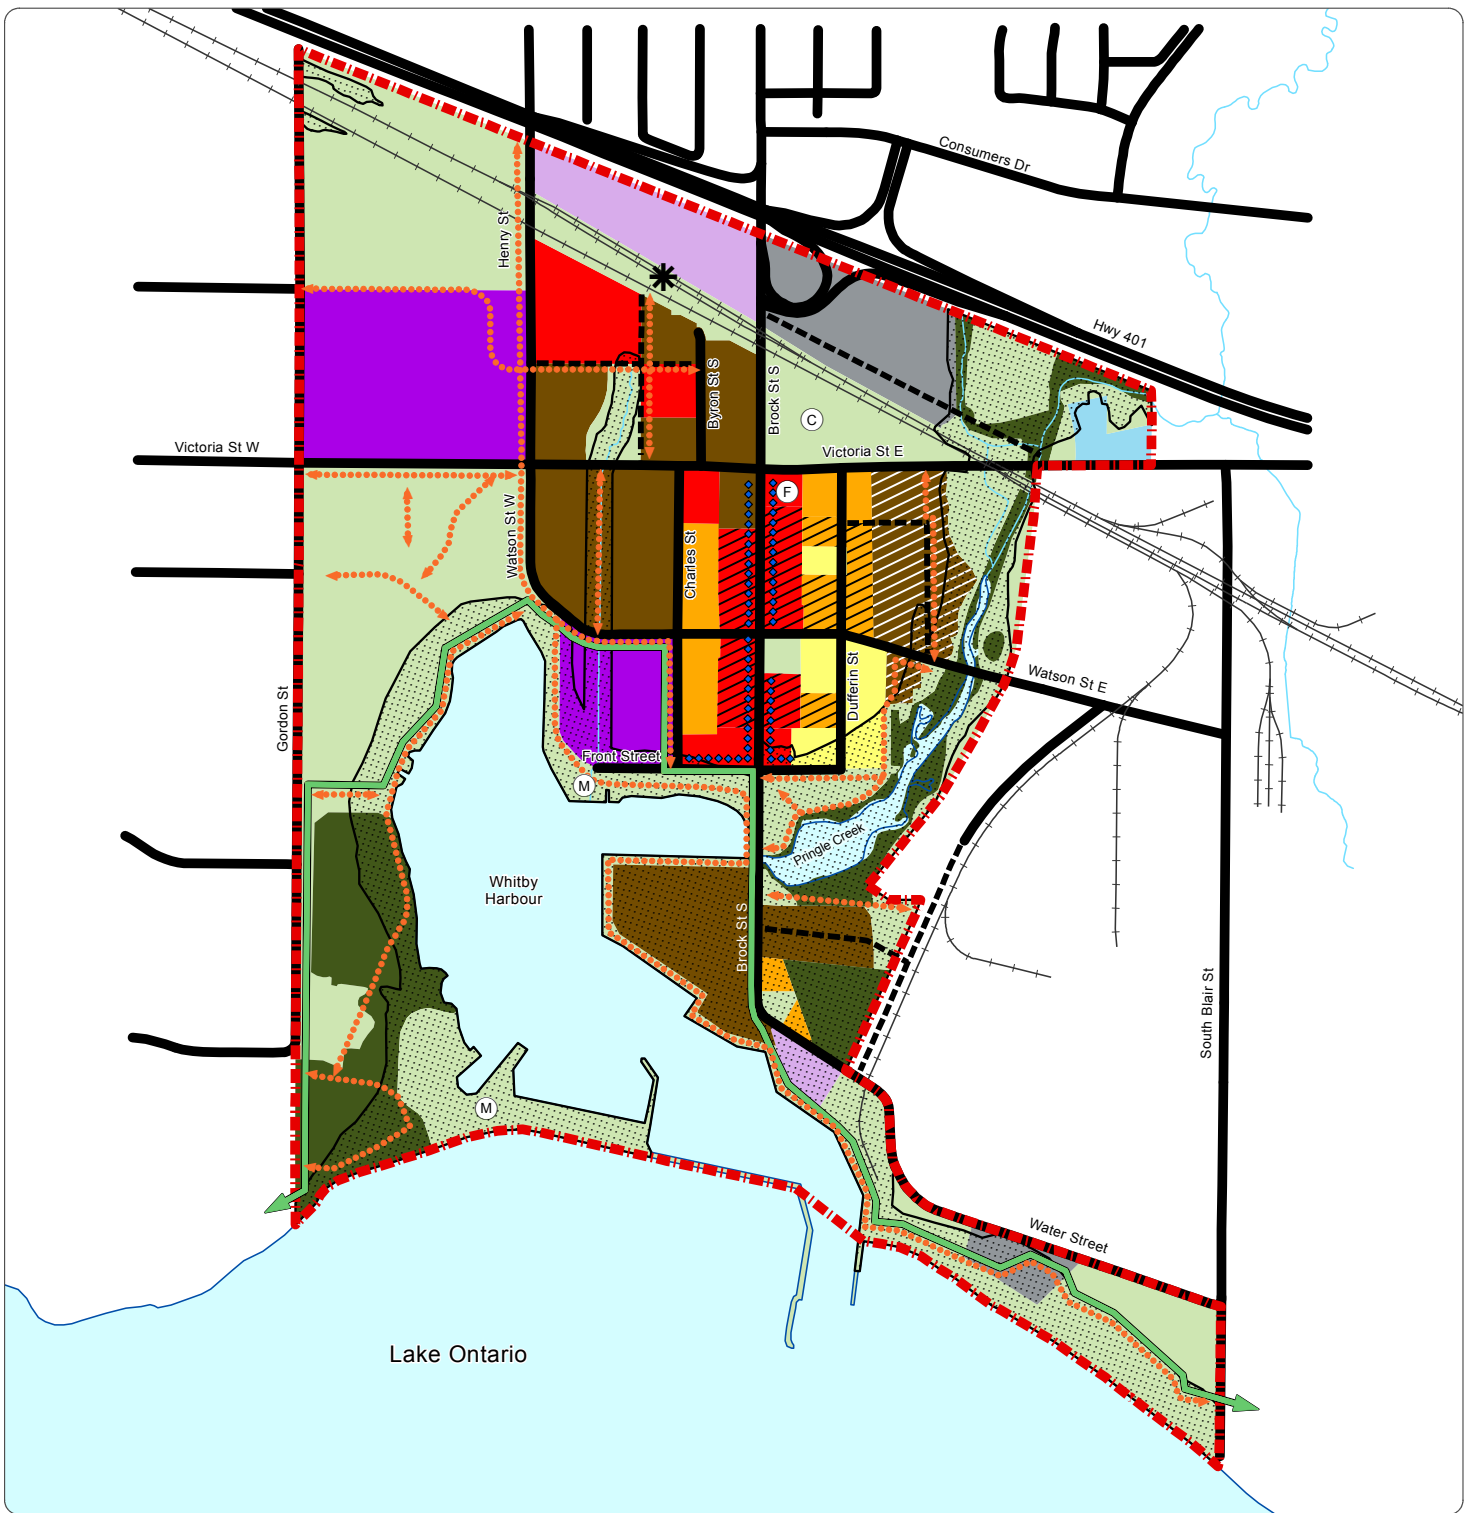 Consumers Dr
Henry St
Hwy 401
Byron St S
Brock St S
C
Victoria St W
Victoria St E
F
Watson St W
Charles St
Dufferin St
Watson St E
Gordon St
Front Street
M
Pringle Creek
Whitby
Harbour
Brock St S
South Blair St
M
Water Street
Lake Ontario